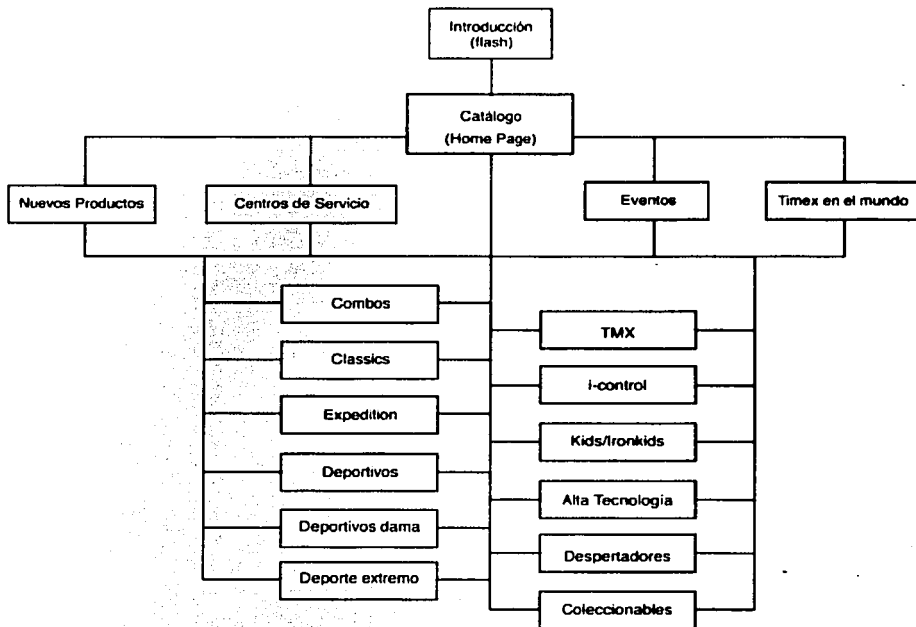 Introducción
(flash)
Catálogo
(Home Page)
Nuevos Productos
Centros de Servicio
Eventos
Timex en el mundo
Combos
Classics
Expedition
Deportivos
Deportivos dama
Deporte extremo
TMX
i-control
Kids/Ironkids
Alta Tecnología
Despertadores
Coleccionables